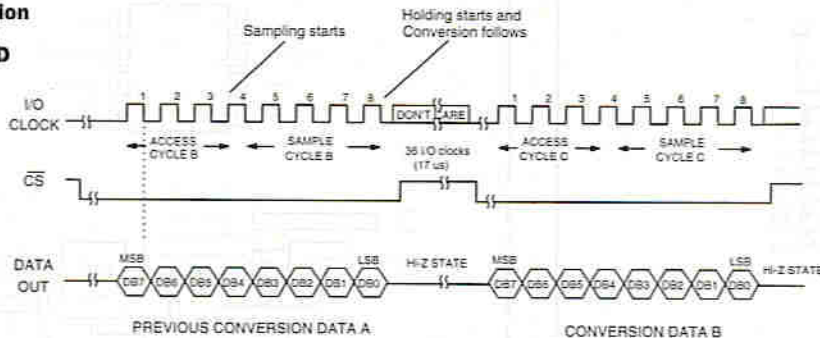 ion
D
Sampling starts
Holding starts and
Conversion follows
I/O
CLOCK
1 2 3 4 5 6 7 8
DON'T CARE
1 2 3 4 5 6 7 8
ACCESS
CYCLE B
SAMPLE
CYCLE B
36 I/O clocks
(17 us)
ACCESS
CYCLE C
SAMPLE
CYCLE C
CS
DATA
OUT
MSB
LSB
HI-Z STATE
MSB
LSB
HI-Z STATE
DB7 DB6 DB5 DB4 DB3 DB2 DB1 DB0
DB7 DB6 DB5 DB4 DB3 DB2 DB1 DB0
PREVIOUS CONVERSION DATA A
CONVERSION DATA B